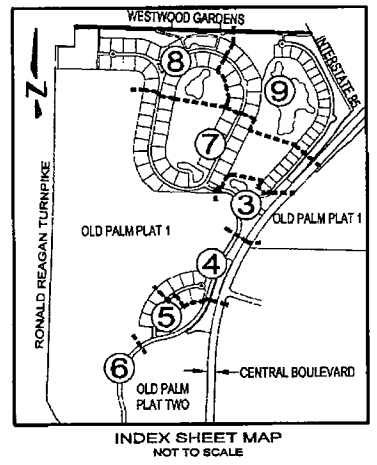 WESTWOOD GARDENS
INTERSTATE 95
N
8
9
7
3
OLD PALM PLAT 1
OLD PALM PLAT 1
RONALD REAGAN TURNPIKE
4
5
6
CENTRAL BOULEVARD
OLD PALM
PLAT TWO
INDEX SHEET MAP
NOT TO SCALE